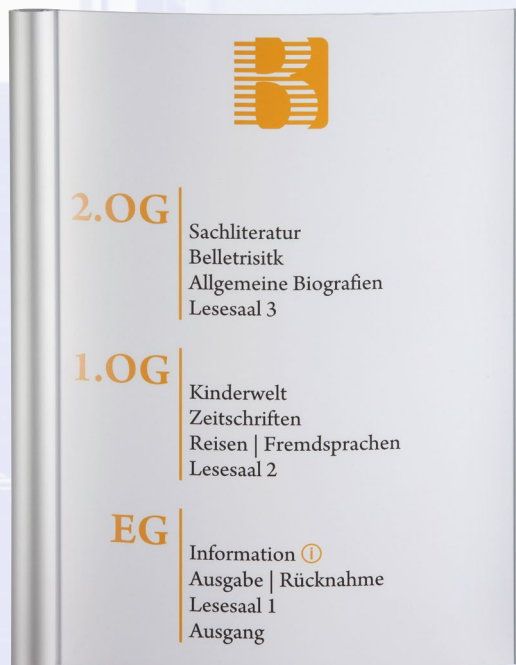 2.OG
Sachliteratur
Belletrisitk
Allgemeine Biografien
Lesesaal 3
1.OG
Kinderwelt
Zeitschriften
Reisen | Fremdsprachen
Lesesaal 2
EG
Information ⓘ
Ausgabe | Rücknahme
Lesesaal 1
Ausgang